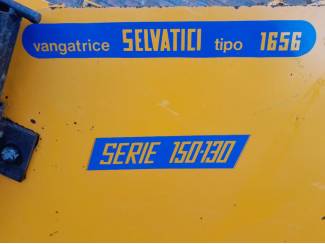 vangatrice SELVATICI tipo 1656
SERIE 150-130